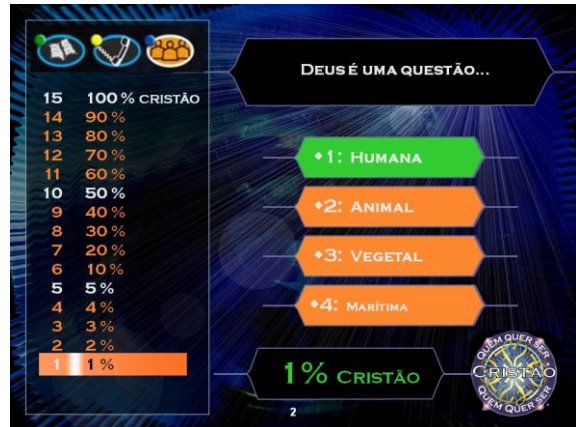 DEUS É UMA QUESTÃO...
15 100 % CRISTÃO
14 90 %
13 80 %
12 70 %
11 60 %
10 50 %
9 40 %
8 30 %
7 20 %
6 10 %
5 5 %
4 4 %
3 3 %
2 2 %
1 1 %
1: HUMANA
2: ANIMAL
3: VEGETAL
4: MARÍTIMA
1% CRISTÃO
2
QUEM QUER SER
CRISTÃO
QUEM QUER SER